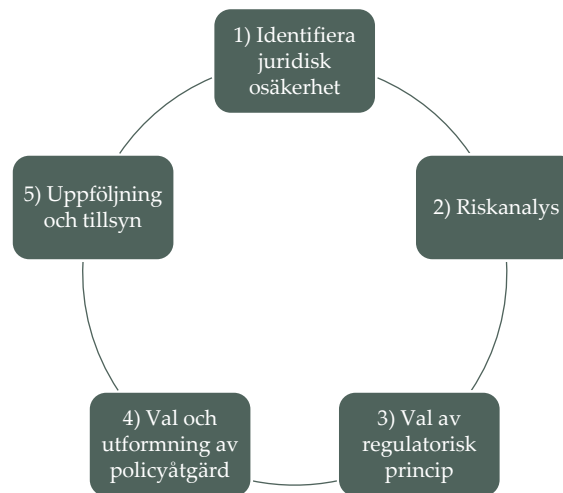 1) Identifiera
juridisk
osäkerhet
2) Riskanalys
3) Val av
regulatorisk
princip
4) Val och
utformning av
policyåtgärd
5) Uppföljning
och tillsyn